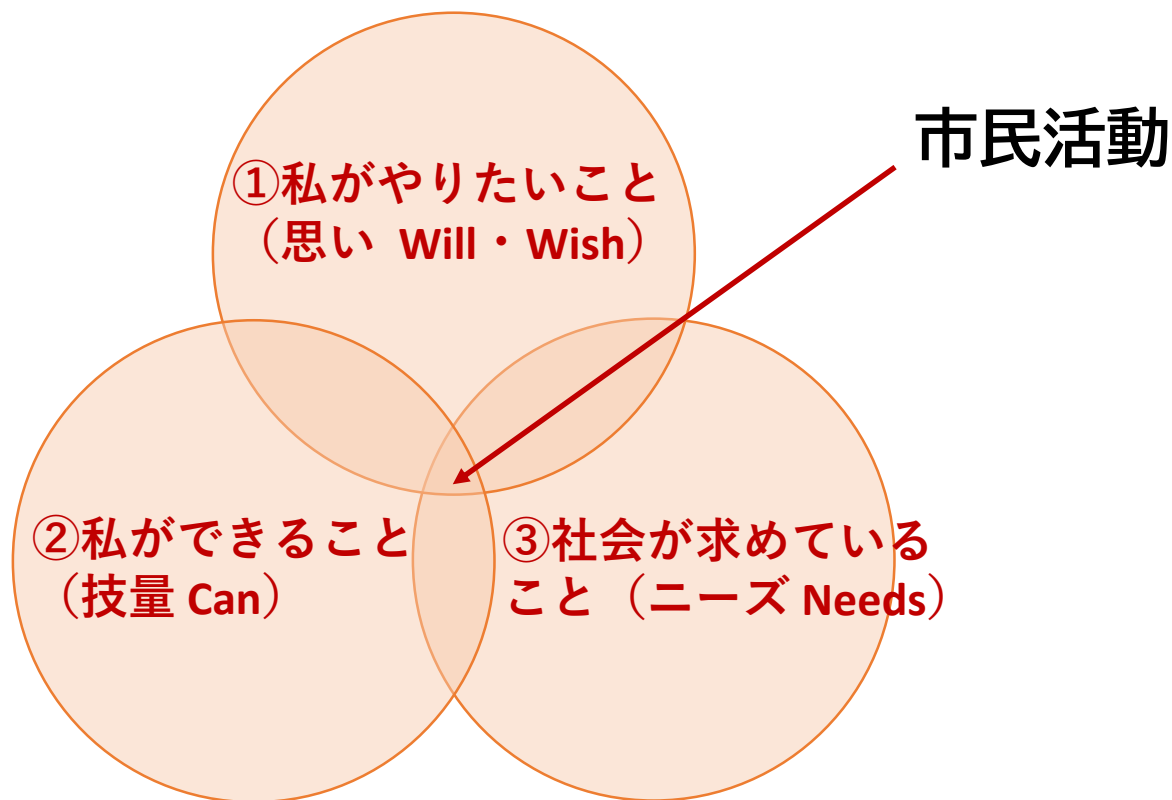 市民活動
①私がやりたいこと
（思い Will・Wish）
②私ができること
（技量 Can）
③社会が求めている
こと（ニーズ Needs）